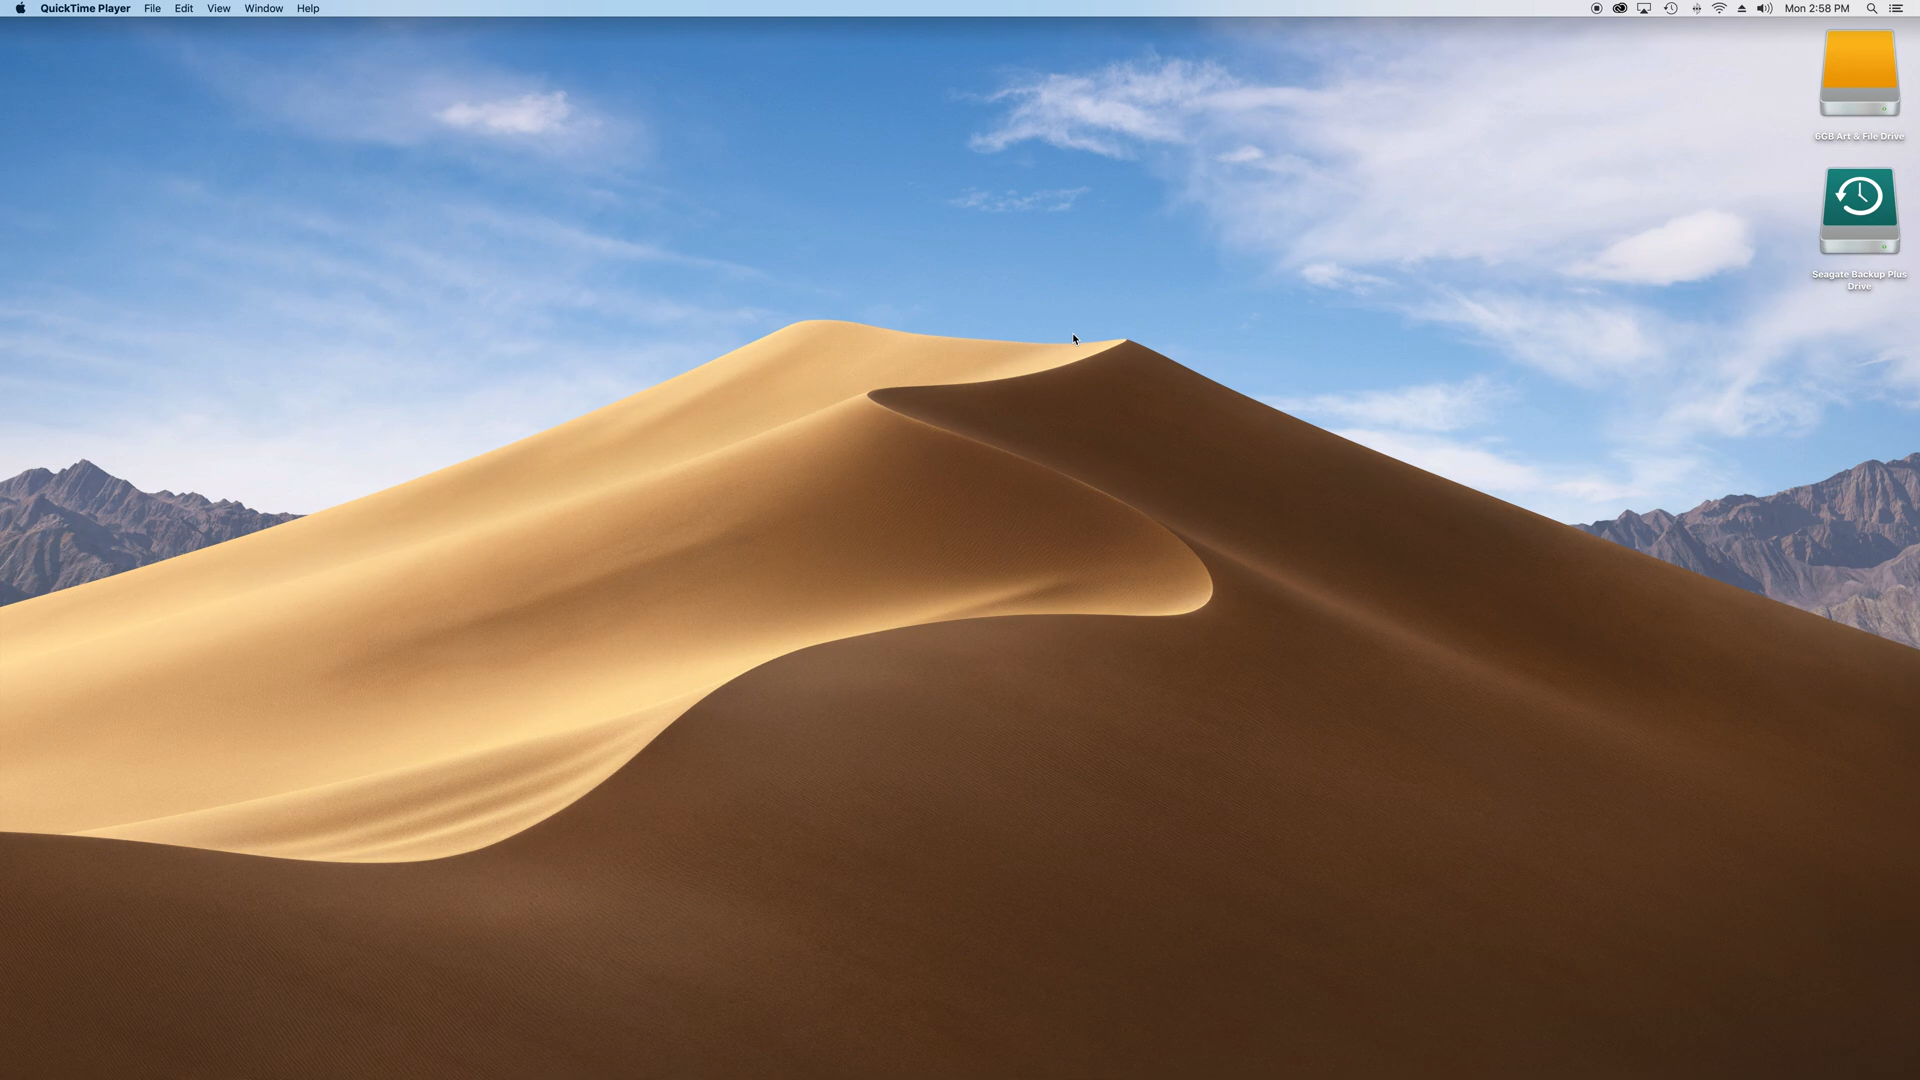 QuickTime Player File Edit View Window Help Mon 2:58 PM
6GB Art & File Drive
Seagate Backup Plus
Drive